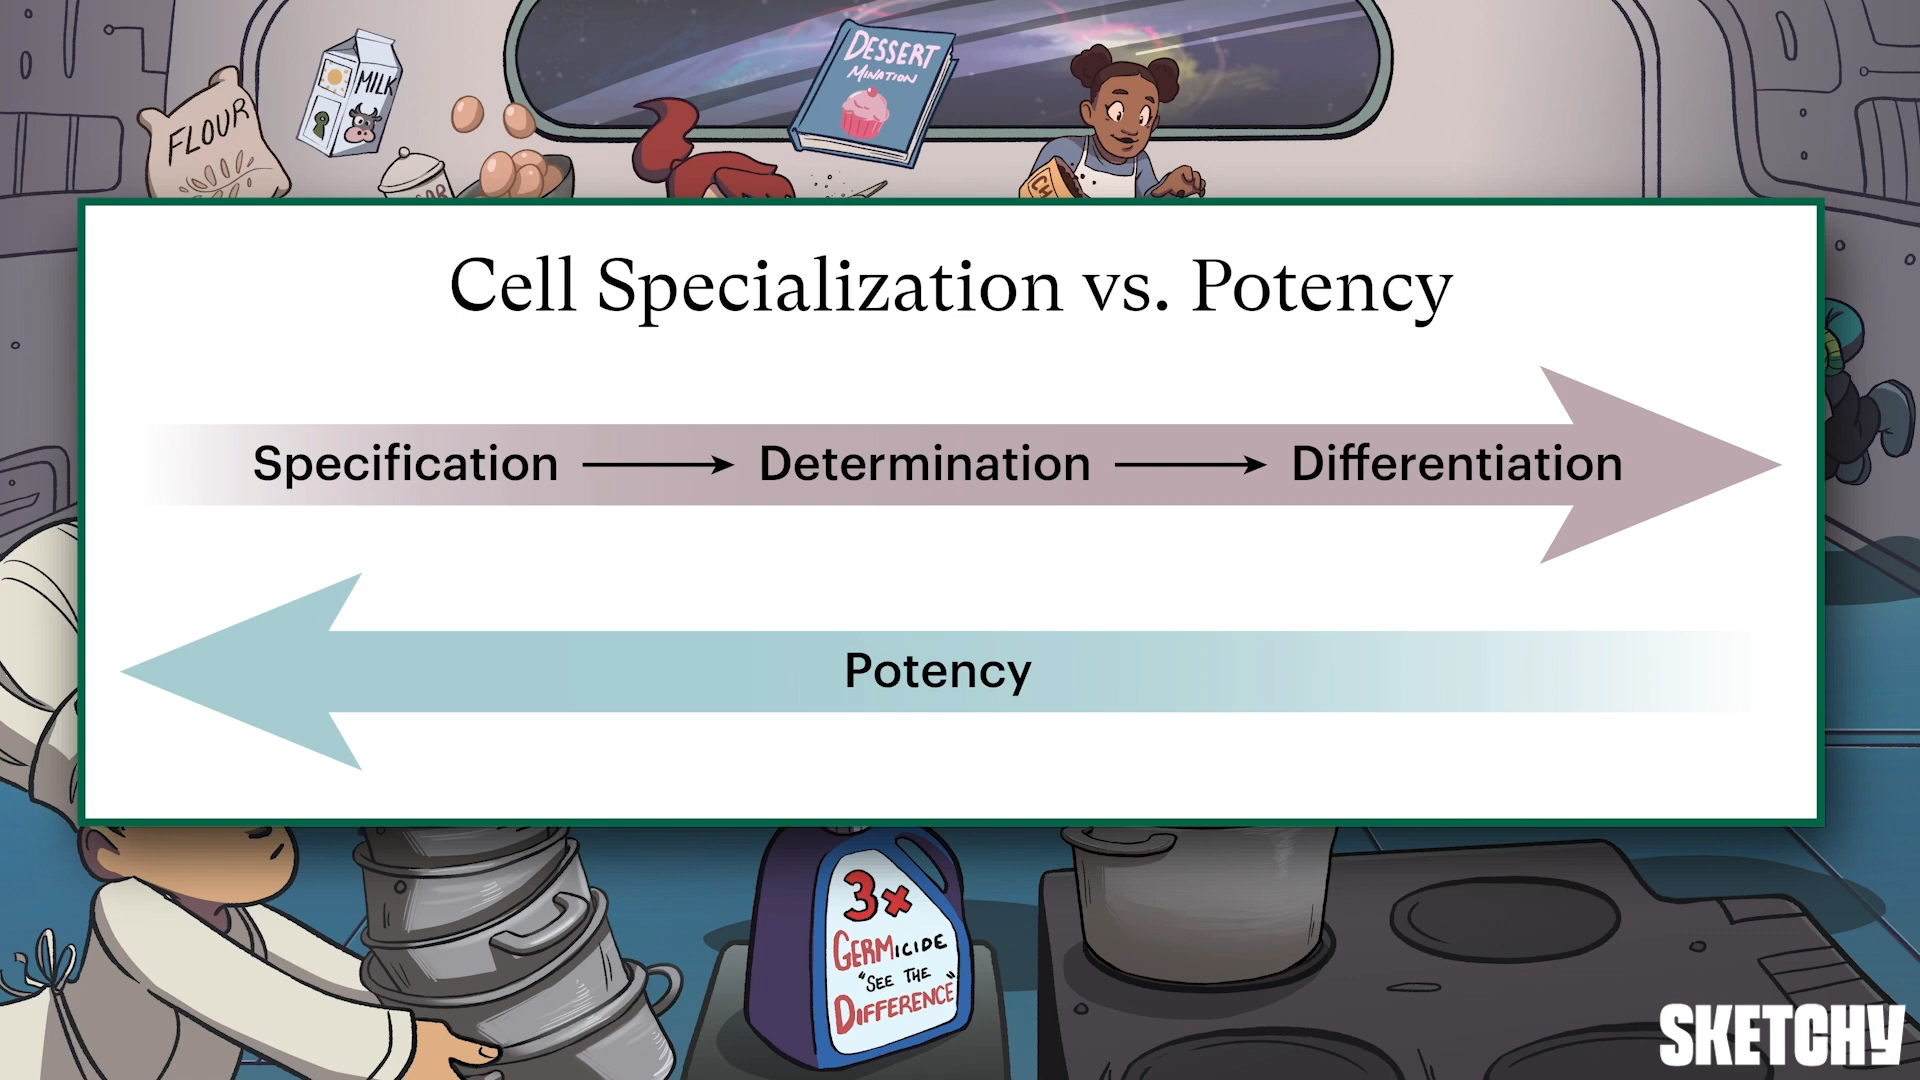 DESSERT
MINATION
MILK
FLOUR
Cell Specialization vs. Potency
Specification
Determination
Differentiation
Potency
3x
GERMICIDE
"SEE THE
DIFFERENCE"
SKETCHY